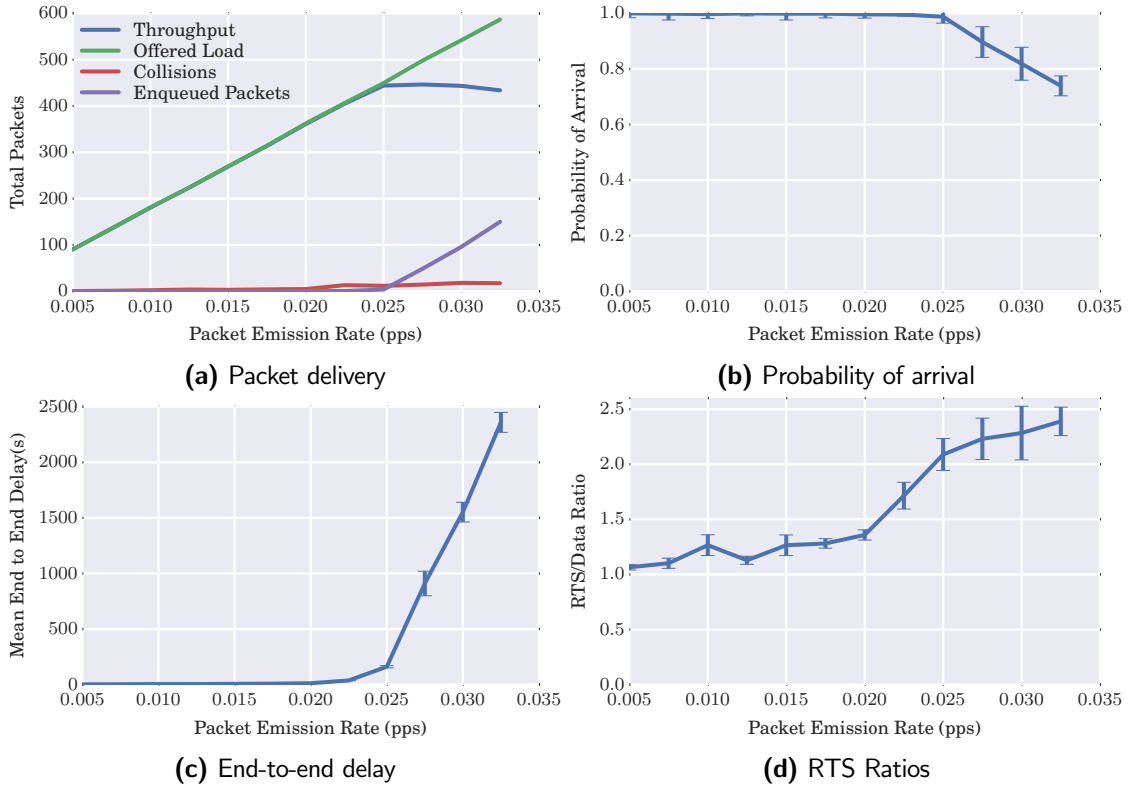 600
500
400
300
200
100
0
Total Packets
Throughput
Offered Load
Collisions
Enqueued Packets
0.005 0.010 0.015 0.020 0.025 0.030 0.035
Packet Emission Rate (pps)
(a) Packet delivery
1.0
0.8
0.6
0.4
0.2
0.0
Probability of Arrival
0.005 0.010 0.015 0.020 0.025 0.030 0.035
Packet Emission Rate (pps)
(b) Probability of arrival
2500
2000
1500
1000
500
0
Mean End to End Delay(s)
0.005 0.010 0.015 0.020 0.025 0.030 0.035
Packet Emission Rate (pps)
(c) End-to-end delay
2.5
2.0
1.5
1.0
0.5
0.0
RTS/Data Ratio
0.005 0.010 0.015 0.020 0.025 0.030 0.035
Packet Emission Rate (pps)
(d) RTS Ratios